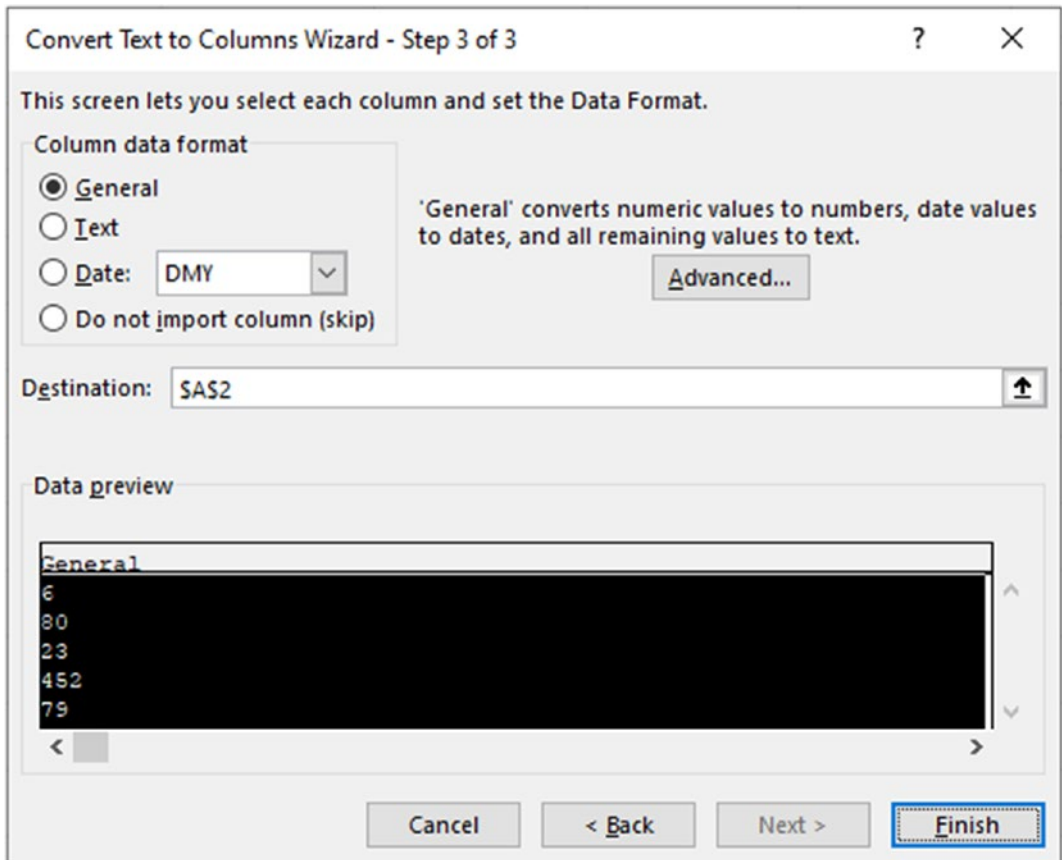 Convert Text to Columns Wizard - Step 3 of 3
?
This screen lets you select each column and set the Data Format.
Column data format
General
Text
Date: DMY
Do not import column (skip)
'General' converts numeric values to numbers, date values
to dates, and all remaining values to text.
Advanced...
Destination: $A$2
Data preview
General
6
80
23
452
79
Cancel < Back Next > Finish